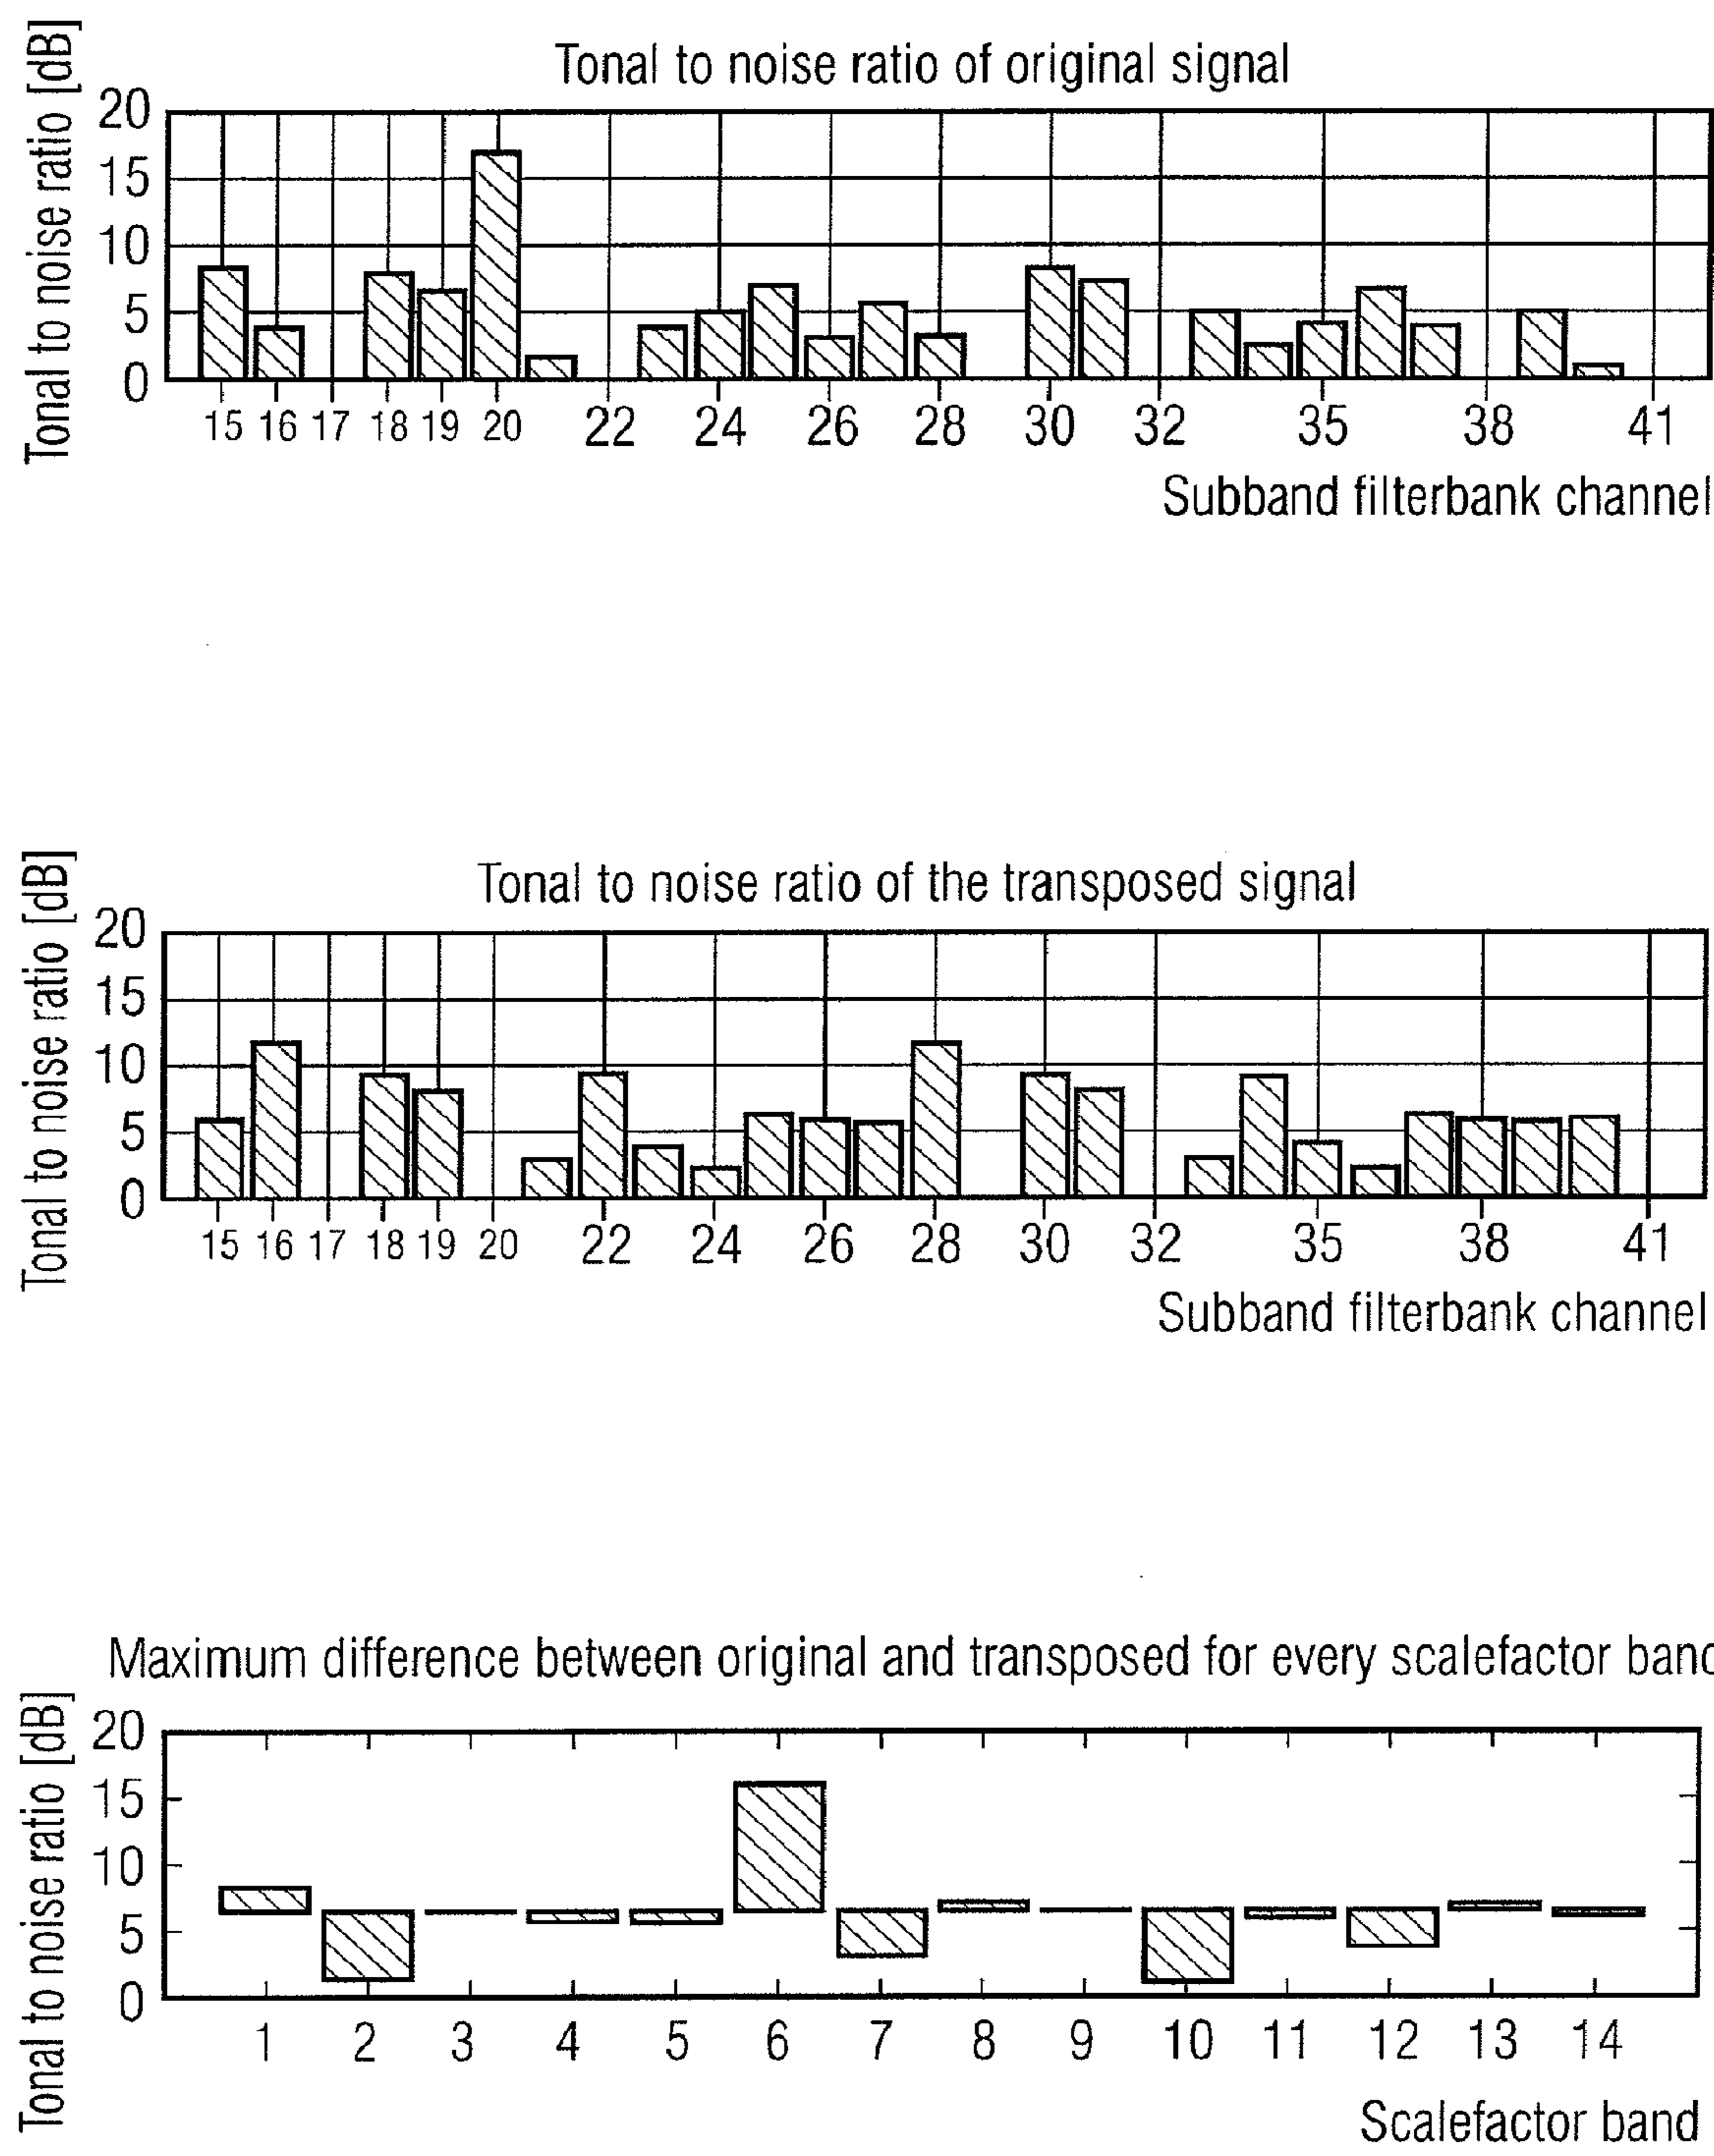 Tonal to noise ratio of original signal
Tonal to noise ratio [dB]
20
15
10
5
0
15 16 17 18 19 20 22 24 26 28 30 32 35 38 41
Subband filterbank channel
Tonal to noise ratio of the transposed signal
Tonal to noise ratio [dB]
20
15
10
5
0
15 16 17 18 19 20 22 24 26 28 30 32 35 38 41
Subband filterbank channel
Maximum difference between original and transposed for every scalefactor band
Tonal to noise ratio [dB]
20
15
10
5
0
1 2 3 4 5 6 7 8 9 10 11 12 13 14
Scalefactor band